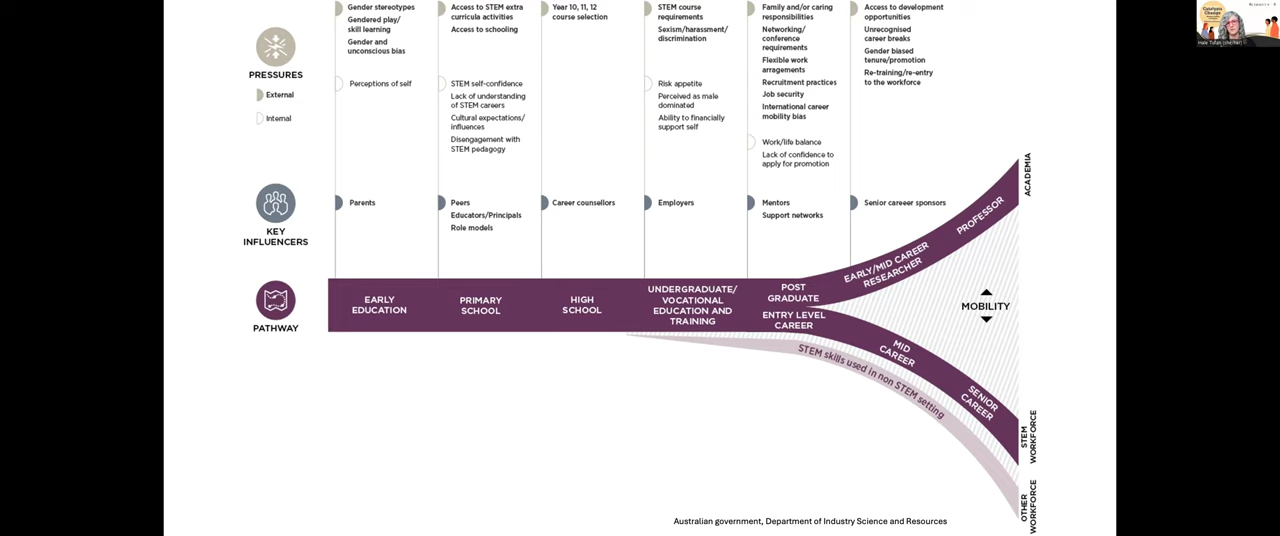 PRESSURES
External
Internal
Gender stereotypes
Gendered play/
skill learning
Gender and
unconscious bias
Perceptions of self
Access to STEM extra
curricula activities
Access to schooling
STEM self-confidence
Lack of understanding
of STEM careers
Cultural expectations/
influences
Disengagement with
STEM pedagogy
Year 10, 11, 12
course selection
STEM course
requirements
Sexism/harassment/
discrimination
Risk appetite
Perceived as male
dominated
Ability to financially
support self
Family and/or caring
responsibilities
Networking/
conference
requirements
Flexible work
arragements
Recruitment practices
Job security
International career
mobility bias
Work/life balance
Lack of confidence to
apply for promotion
Access to development
opportunities
Unrecognised
career breaks
Gender biased
tenure/promotion
Re-training/re-entry
to the workforce
KEY
INFLUENCERS
Parents
Peers
Educators/Principals
Role models
Career counsellors
Employers
Mentors
Support networks
Senior career sponsors
PATHWAY
EARLY
EDUCATION
PRIMARY
SCHOOL
HIGH
SCHOOL
UNDERGRADUATE/
VOCATIONAL
EDUCATION AND
TRAINING
POST
GRADUATE
ENTRY LEVEL
CAREER
EARLY/MID CAREER
RESEARCHER
PROFESSOR
ACADEMIA
MOBILITY
MID
CAREER
SENIOR
CAREER
STEM
WORKFORCE
STEM skills used in non STEM setting
OTHER
WORKFORCE
Australian government, Department of Industry Science and Resources
Catalysts
Change
Hale Tufan (she/her)